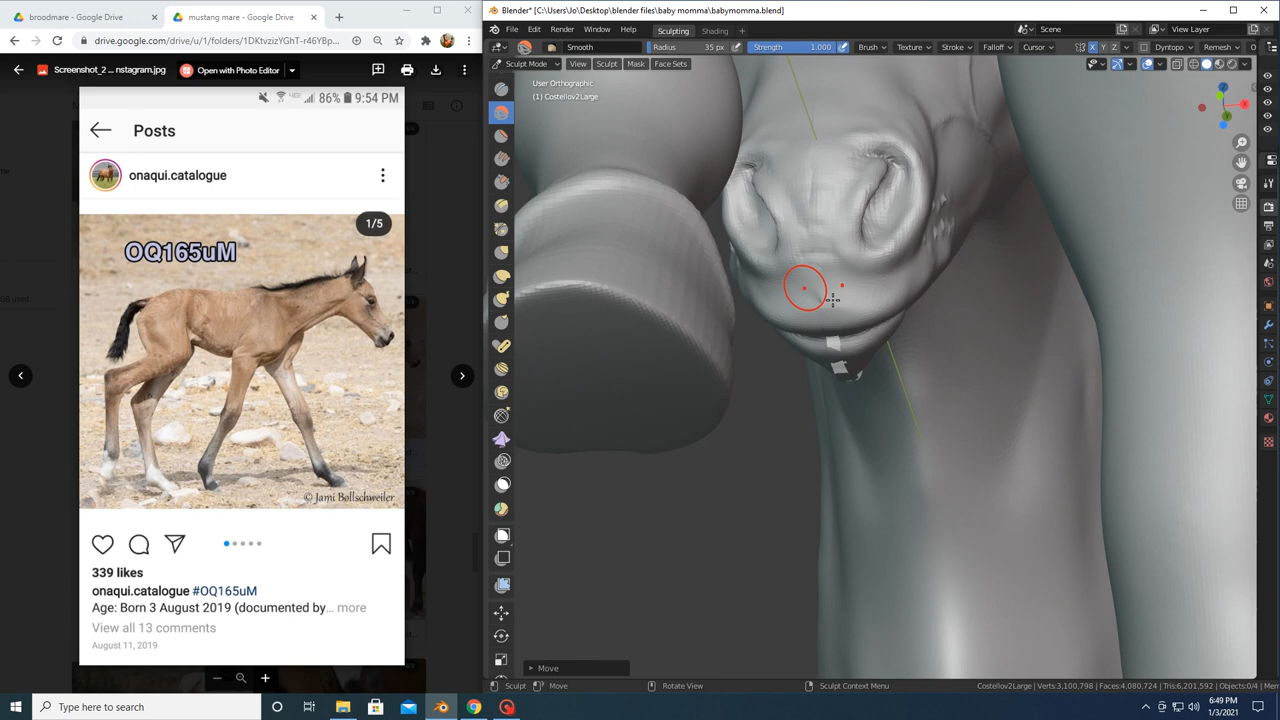 broodmare - Google Drive
mustang mare - Google Drive
Blender* [C:\Users\Jo\Desktop\blender files\baby momma\babymomma.blend]
drive.google.com/drive/u/1/folders/1DKtvzizYGhT-r46YBp...
File Edit Render Window Help Sculpting Shading +
Scene
View Layer
Smooth Radius 35 px Strength 1.000 Brush Texture Stroke Falloff Cursor X Y Z Dyntopo Remesh
Screenshot_2 ... nstagram.jpg
Open with Photo Editor
Sculpt Mode View Sculpt Mask Face Sets
User Orthographic
(1) Costellov2Large
86% 9:54 PM
Posts
onaqui.catalogue
1/5
OQ165uM
© Jami Bollschweiler
339 likes
onaqui.catalogue #OQ165uM
Age: Born 3 August 2019 (documented by... more
View all 13 comments
August 11, 2019
Move
Sculpt Move Rotate View Sculpt Context Menu
Costellov2Large | Verts:3,100,798 | Faces:4,080,724 | Tris:6,201,592 | Objects:0/4 | Mem
Type here to search
6:49 PM
1/3/2021